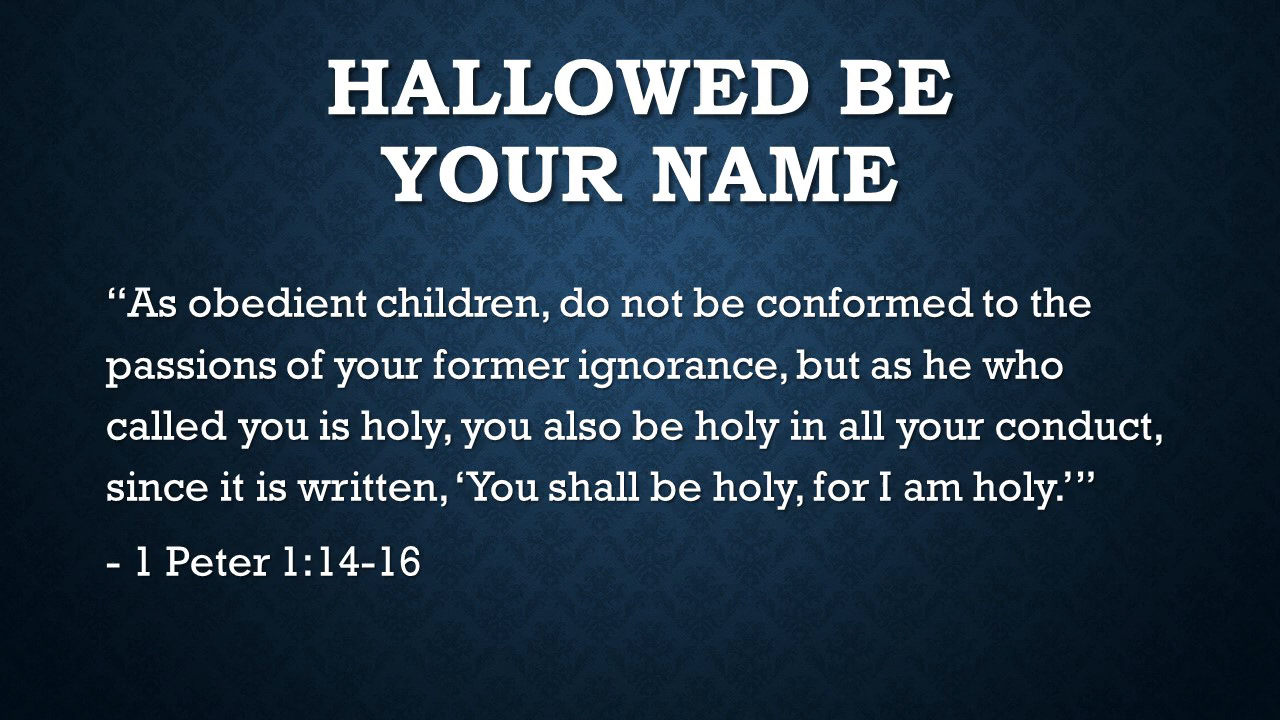 HALLOWED BE
YOUR NAME
“As obedient children, do not be conformed to the
passions of your former ignorance, but as he who
called you is holy, you also be holy in all your conduct,
since it is written, ‘You shall be holy, for I am holy.’”
- 1 Peter 1:14-16